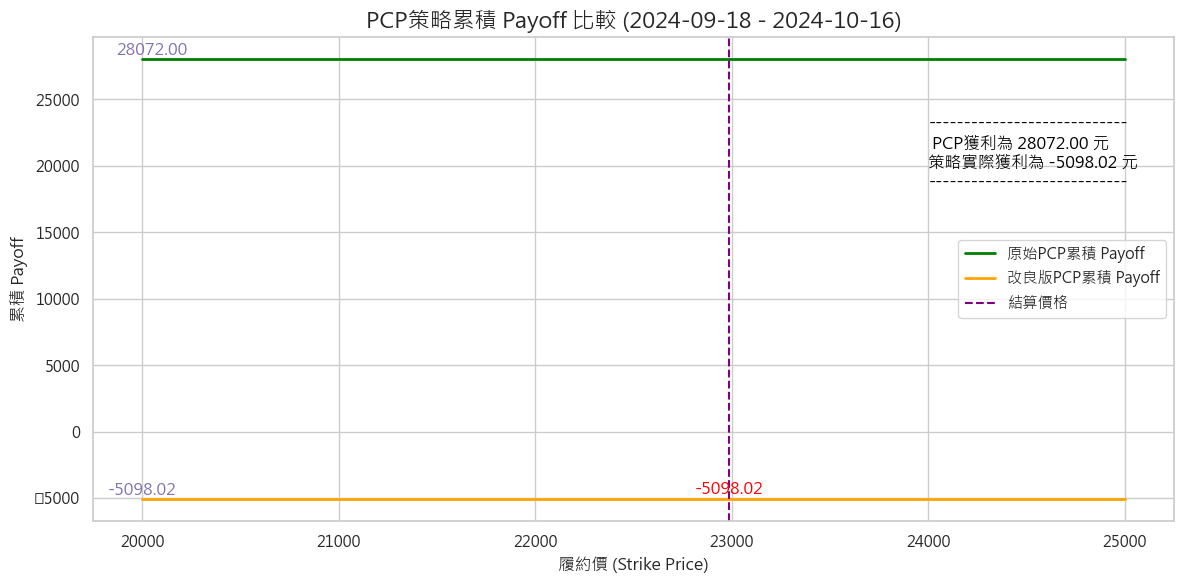 PCP策略累積 Payoff 比較 (2024-09-18 - 2024-10-16)
28072.00
25000
20000
15000
10000
5000
0
□5000
累積 Payoff
PCP獲利為 28072.00 元
策略實際獲利為 -5098.02 元
原始PCP累積 Payoff
改良版PCP累積 Payoff
結算價格
-5098.02
-5098.02
20000
21000
22000
23000
24000
25000
履約價 (Strike Price)